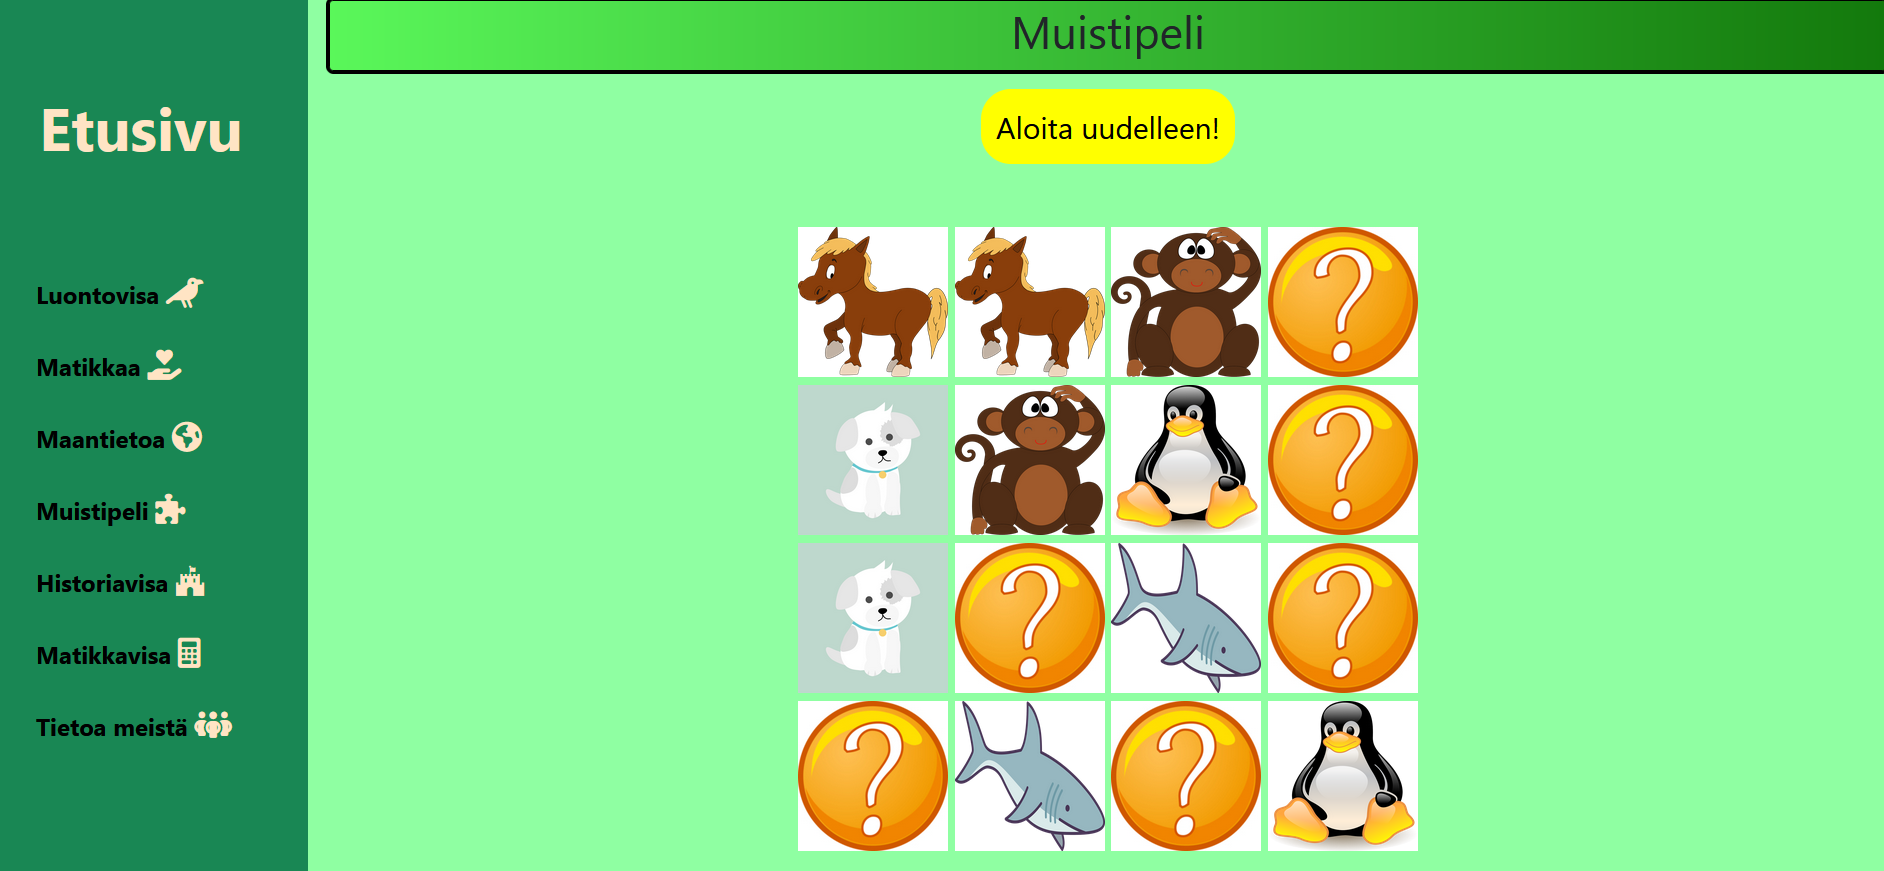 Muistipeli
Aloita uudelleen!
Etusivu
Luontovisa
Matikkaa
Maantietoa
Muistipeli
Historiavisa
Matikkavisa
Tietoa meistä
? 
?
?
?
?
?